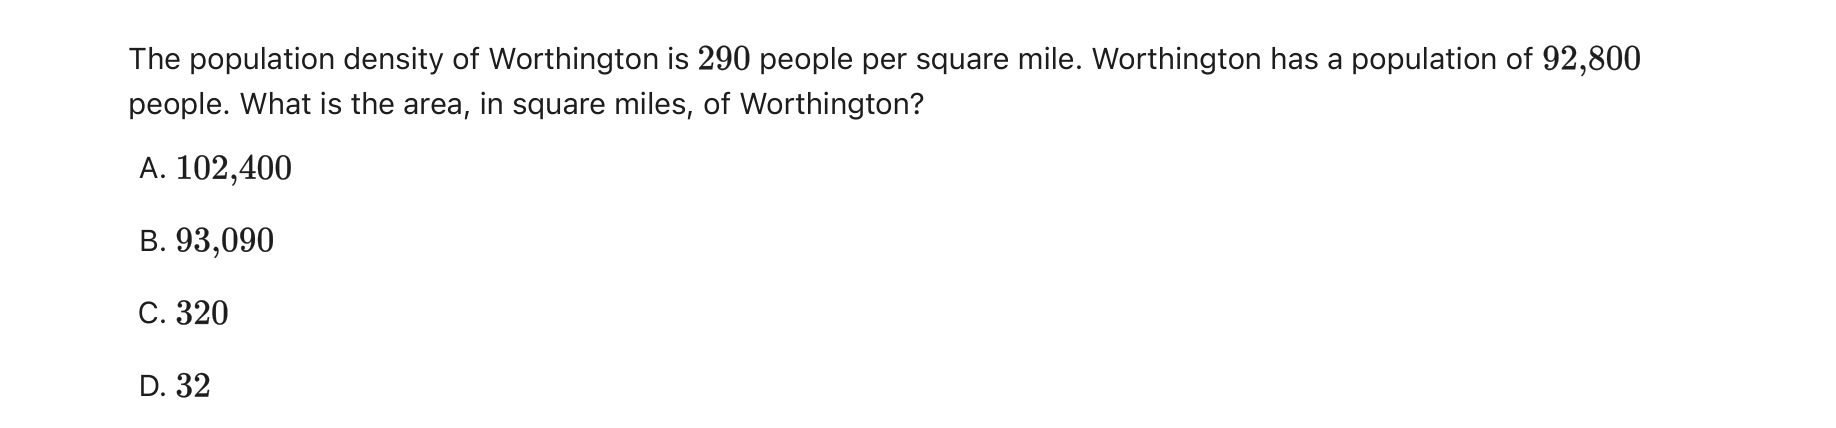 The population density of Worthington is 290 people per square mile. Worthington has a population of 92,800
people. What is the area, in square miles, of Worthington?
A. 102,400
B. 93,090
C. 320
D. 32